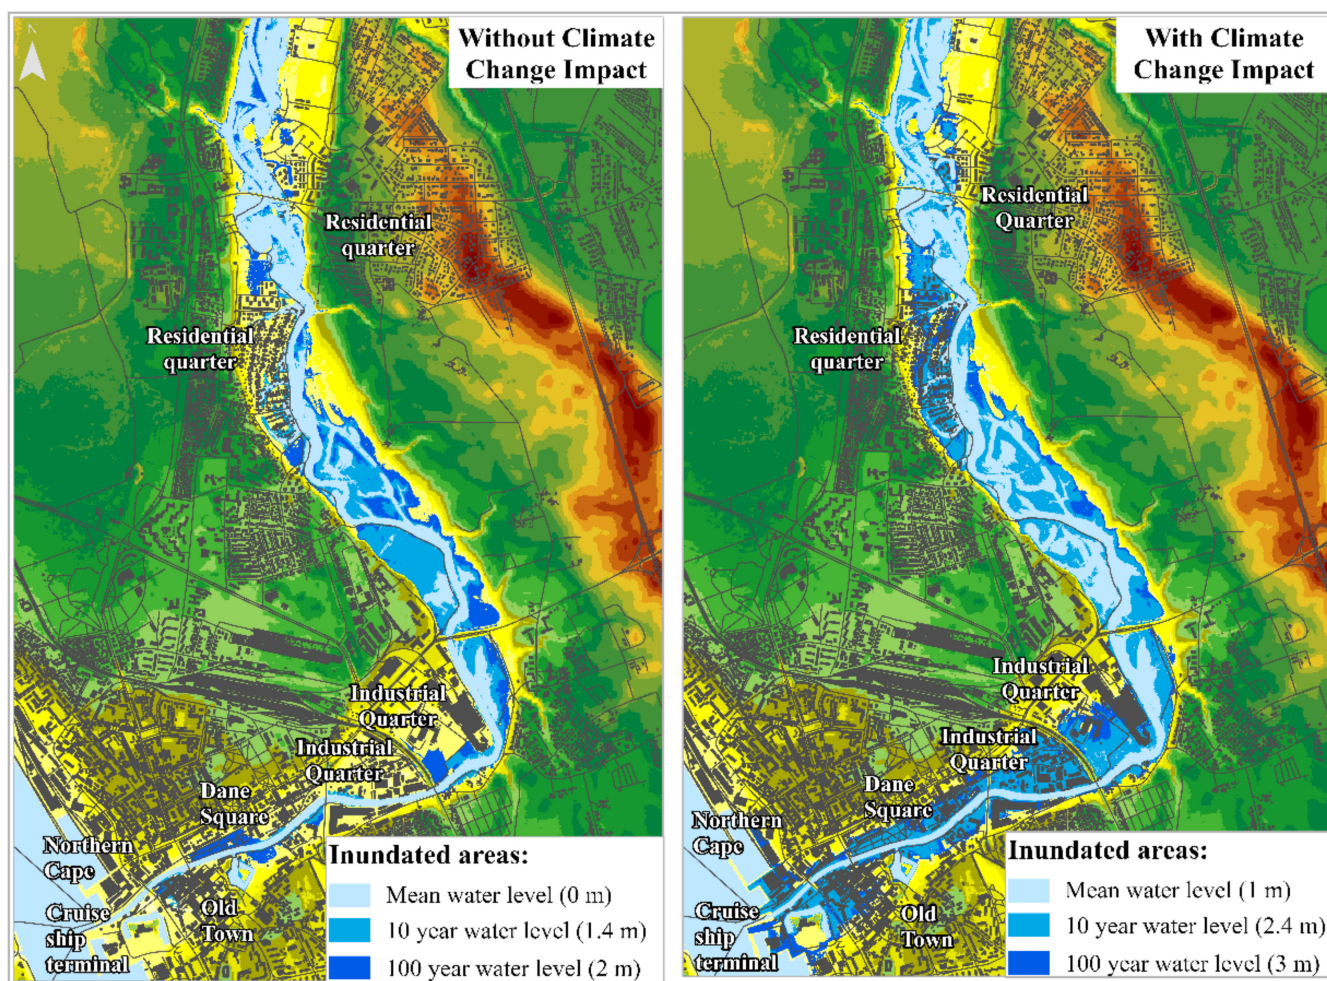 N
Without Climate
Change Impact
Residential
quarter
Residential
quarter
Industrial
Quarter
Industrial
Quarter
Dane
Square
Northern
Cape
Cruise
ship
terminal
Old
Town
Inundated areas:
Mean water level (0 m)
10 year water level (1.4 m)
100 year water level (2 m)
With Climate
Change Impact
Residential
Quarter
Residential
quarter
Industrial
Quarter
Industrial
Quarter
Dane
Square
Northern
Cape
Cruise
ship
terminal
Old
Town
Inundated areas:
Mean water level (1 m)
10 year water level (2.4 m)
100 year water level (3 m)